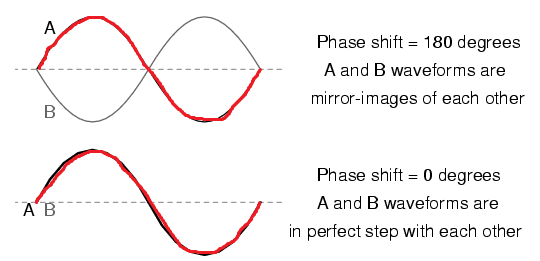 A
Phase shift = 180 degrees
A and B waveforms are
mirror-images of each other
B
Phase shift = 0 degrees
A B
A and B waveforms are
in perfect step with each other